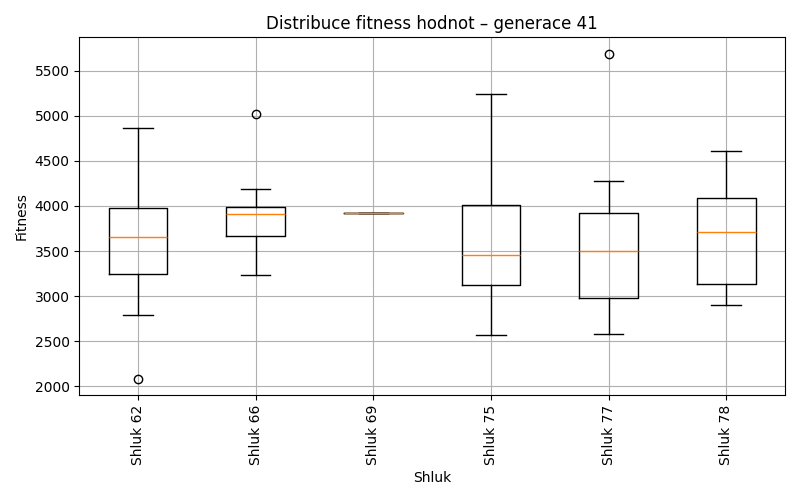 Distribuce fitness hodnot – generace 41
Fitness
5500
5000
4500
4000
3500
3000
2500
2000
Shluk 62
Shluk 66
Shluk 69
Shluk 75
Shluk 77
Shluk 78
Shluk